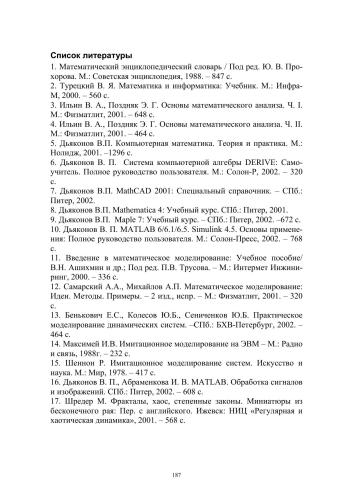 Список литературы
1. Математический энциклопедический словарь / Под ред. Ю. В. Про-
хорова. М.: Советская энциклопедия, 1988. – 847 с.
2. Турецкий В. Я. Математика и информатика: Учебник. М.: Инфра-
М, 2000. – 560 с.
3. Ильин В. А., Поздняк Э. Г. Основы математического анализа. Ч. I.
М.: Физматлит, 2001. – 648 с.
4. Ильин В. А., Поздняк Э. Г. Основы математического анализа. Ч. II.
М.: Физматлит, 2001. – 464 с.
5. Дьяконов В.П. Компьютерная математика. Теория и практика. М.:
Нолидж, 2001. –1296 с.
6. Дьяконов В. П. Система компьютерной алгебры DERIVE: Само-
учитель. Полное руководство пользователя. М.: Солон-Р, 2002. – 320
с.
7. Дьяконов В.П. MathCAD 2001: Специальный справочник. – СПб.:
Питер, 2002.
8. Дьяконов В.П. Mathematica 4: Учебный курс. СПб.: Питер, 2001.
9. Дьяконов В.П. Maple 7: Учебный курс. – СПб.: Питер, 2002. –672 с.
10. Дьяконов В. П. MATLAB 6/6.1/6.5. Simulink 4.5. Основы примене-
ния: Полное руководство пользователя. М.: Солон-Пресс, 2002. – 768
с.
11. Введение в математическое моделирование: Учебное пособие/
В.Н. Ашихмин и др.; Под ред. П.В. Трусова. – М.: Интермет Инжини-
ринг, 2000. – 336 с.
12. Самарский А.А., Михайлов А.П. Математическое моделирование:
Идеи. Методы. Примеры. – 2 изд., испр. – М.: Физматлит, 2001. – 320
с.
13. Бенькович Е.С., Колесов Ю.Б., Сениченков Ю.Б. Практическое
моделирование динамических систем. –СПб.: БХВ-Петербург, 2002. –
464 с.
14. Максимей И.В. Имитационное моделирование на ЭВМ – М.: Радио
и связь, 1988г. – 232 с.
15. Шеннон Р. Имитационное моделирование систем. Искусство и
наука. М.: Мир, 1978. – 417 с.
16. Дьяконов В. П., Абраменкова И. В. MATLAB. Обработка сигналов
и изображений. СПб.: Питер, 2002. – 608 с.
17. Шредер М. Фракталы, хаос, степенные законы. Миниатюры из
бесконечного рая: Пер. с английского. Ижевск: НИЦ «Регулярная и
хаотическая динамика», 2001. – 568 с.
187